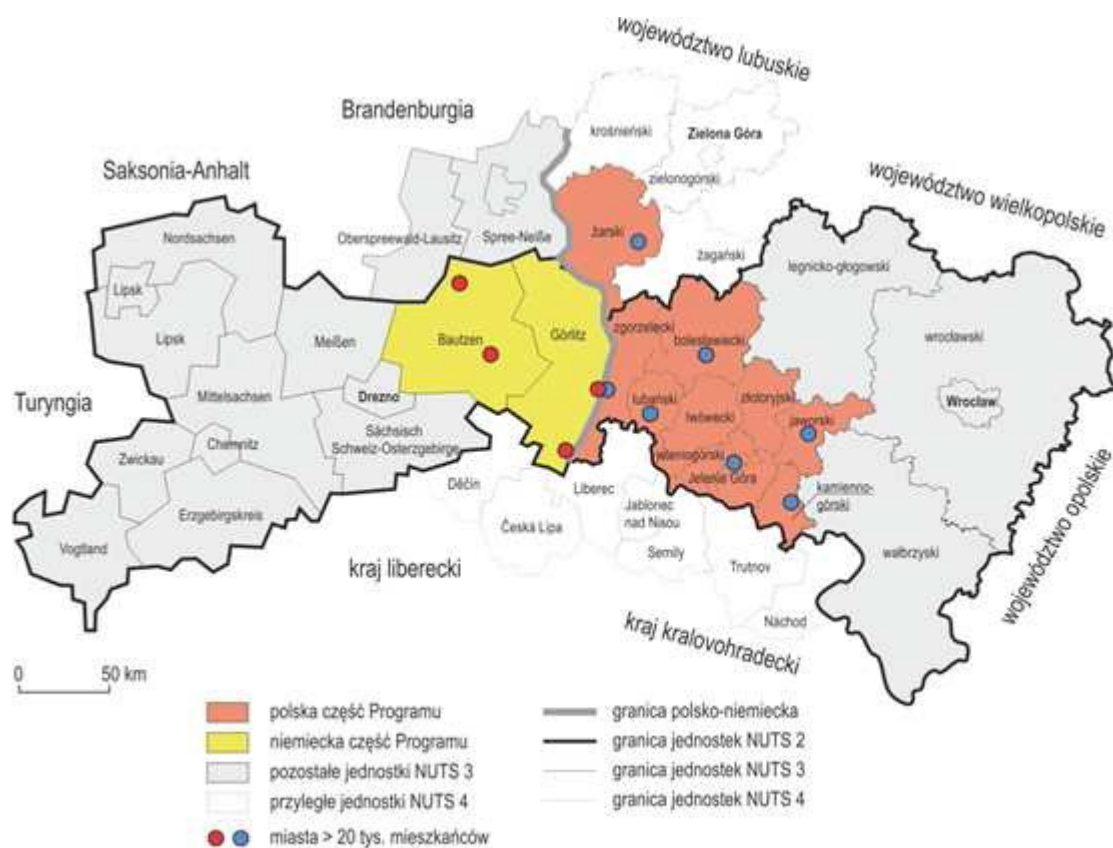 województwo lubuskie
Brandenburgia
krośnieński
Zielona Góra
Saksonia-Anhalt
zielonogórski
województwo wielkopolskie
Nordsachsen
Oberspreewald-Lausitz
Spree-Neiße
żarski
żagański
legnicko-głogowski
Lipsk
Lipsk
Meißen
Bautzen
Görlitz
zgorzelecki
bolesławiecki
wrocławski
Turyngia
Mittelsachsen
Drezno
lubański
lwówecki
złotoryjski
jaworski
Wrocław
Zwickau
Chemnitz
Sächsisch
Schweiz-Osterzgebirge
jeleniogórski
Jelenia Góra
kamienno-
górski
Erzgebirgskreis
Děčín
Česká Lípa
Liberec
Jablonec
nad Nisou
Semily
Trutnov
wałbrzyski
Vogtland
kraj liberecki
Náchod
kraj kralovohradecki
województwo opolskie
0 50 km
polska część Programu
niemiecka część Programu
pozostałe jednostki NUTS 3
przyległe jednostki NUTS 4
miasta > 20 tys. mieszkańców
granica polsko-niemiecka
granica jednostek NUTS 2
granica jednostek NUTS 3
granica jednostek NUTS 4